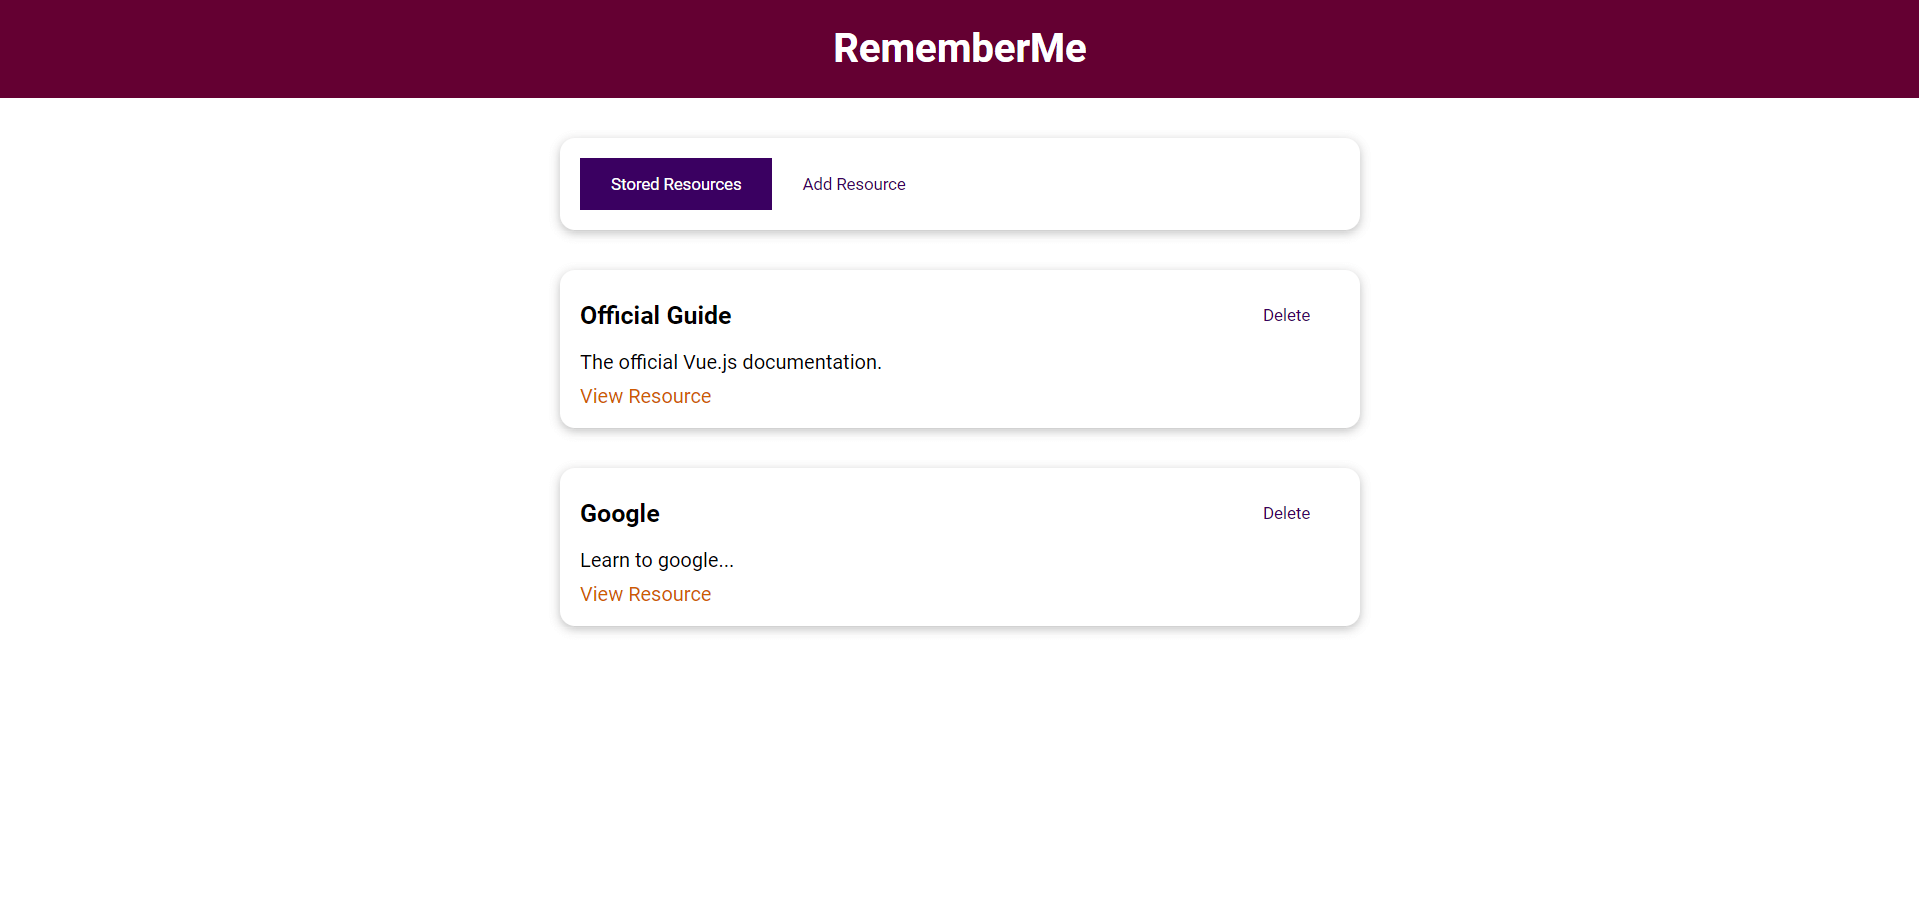 RememberMe
Stored Resources Add Resource
Official Guide Delete
The official Vue.js documentation.
View Resource
Google Delete
Learn to google...
View Resource